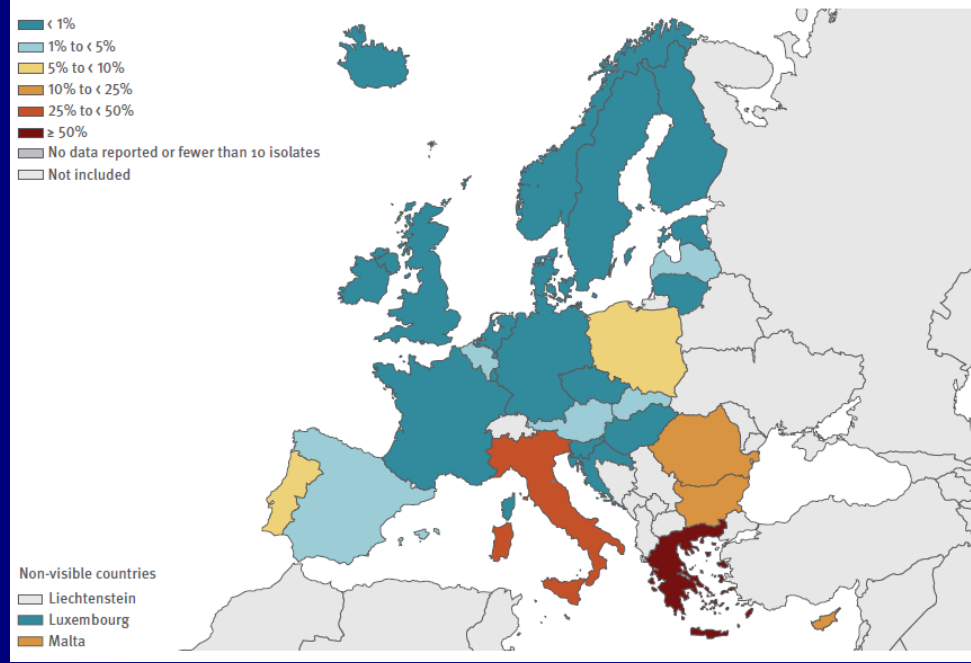 < 1%
1% to < 5%
5% to < 10%
10% to < 25%
25% to < 50%
≥ 50%
No data reported or fewer than 10 isolates
Not included
Non-visible countries
Liechtenstein
Luxembourg
Malta